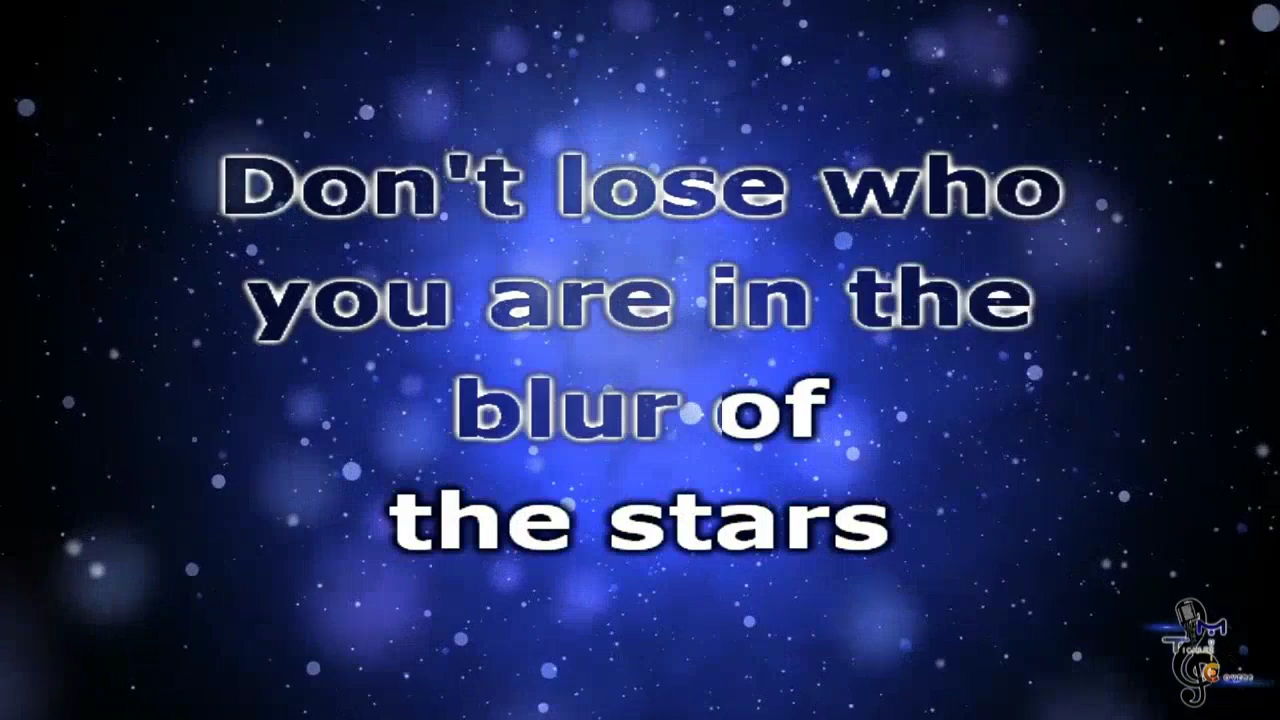 Don't lose who
you are in the
blur of
the stars